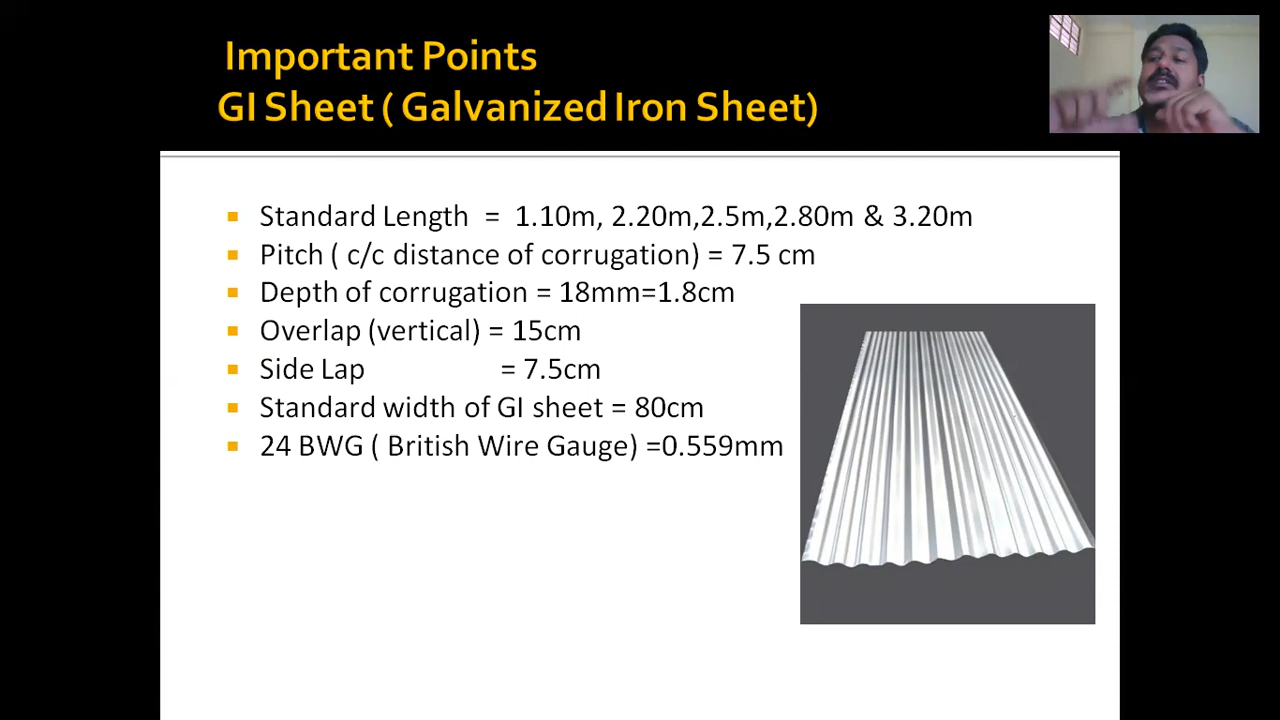 Important Points
GI Sheet ( Galvanized Iron Sheet)
Standard Length = 1.10m, 2.20m,2.5m,2.80m & 3.20m
Pitch ( c/c distance of corrugation) = 7.5 cm
Depth of corrugation = 18mm=1.8cm
Overlap (vertical) = 15cm
Side Lap = 7.5cm
Standard width of GI sheet = 80cm
24 BWG ( British Wire Gauge) =0.559mm